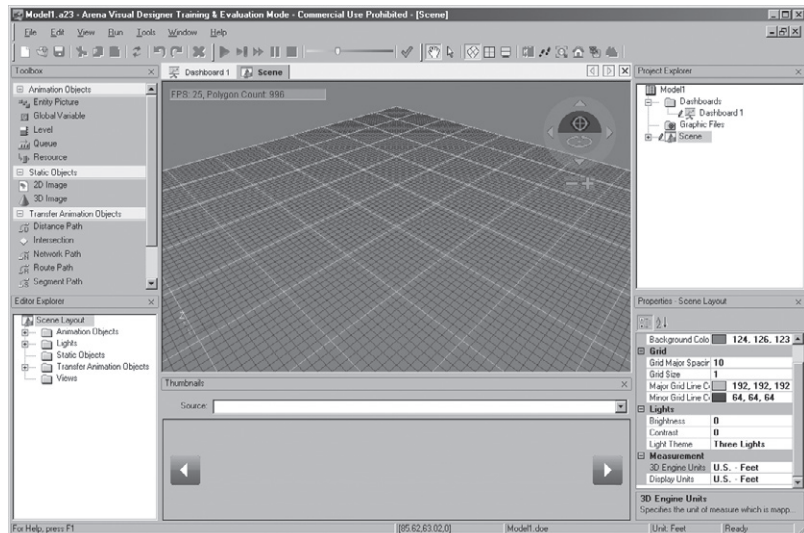 Model1.a23 - Arena Visual Designer Training & Evaluation Mode - Commercial Use Prohibited - [Scene]
File Edit View Run Tools Window Help
Toolbox
Animation Objects
Entity Picture
Global Variable
Level
Queue
Resource
Static Objects
2D Image
3D Image
Transfer Animation Objects
Distance Path
Intersection
Network Path
Route Path
Segment Path
Editor Explorer
Scene Layout
Animation Objects
Lights
Static Objects
Transfer Animation Objects
Views
Dashboard 1 Scene
FPS: 25, Polygon Count: 996
Z
Thumbnails
Source:
Project Explorer
Model1
Dashboards
Dashboard 1
Graphic Files
Scene
Properties - Scene Layout
Background Colo 124, 126, 123
Grid
Grid Major Spacin 10
Grid Size 1
Major Grid Line C 192, 192, 192
Minor Grid Line C 64, 64, 64
Lights
Brightness 0
Contrast 0
Light Theme Three Lights
Measurement
3D Engine Units U.S. - Feet
Display Units U.S. - Feet
3D Engine Units
Specifies the unit of measure which is mapp...
For Help, press F1 [85.62,63.02,0] Model1.doe Unit: Feet Ready